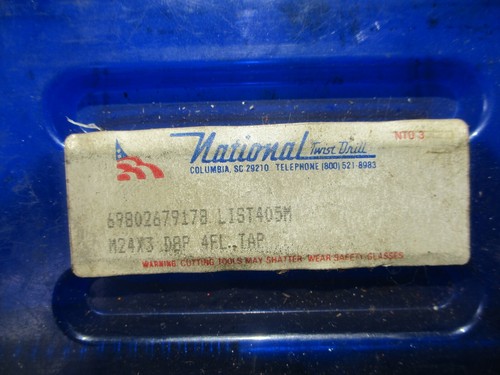 National Twist Drill
NTU-3
COLUMBIA, SC 29210 TELEPHONE (800) 521-8983
69802679178 LIST405M
M24X3 D8P 4FL. TAP
WARNING CUTTING TOOLS MAY SHATTER-WEAR SAFETY GLASSES